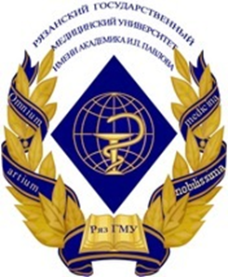 РЯЗАНСКИЙ ГОСУДАРСТВЕННЫЙ
МЕДИЦИНСКИЙ УНИВЕРСИТЕТ
ИМЕНИ АКАДЕМИКА И.П. ПАВЛОВА
Omnium
artium
medicina
nobilissima
Ряз ГМУ